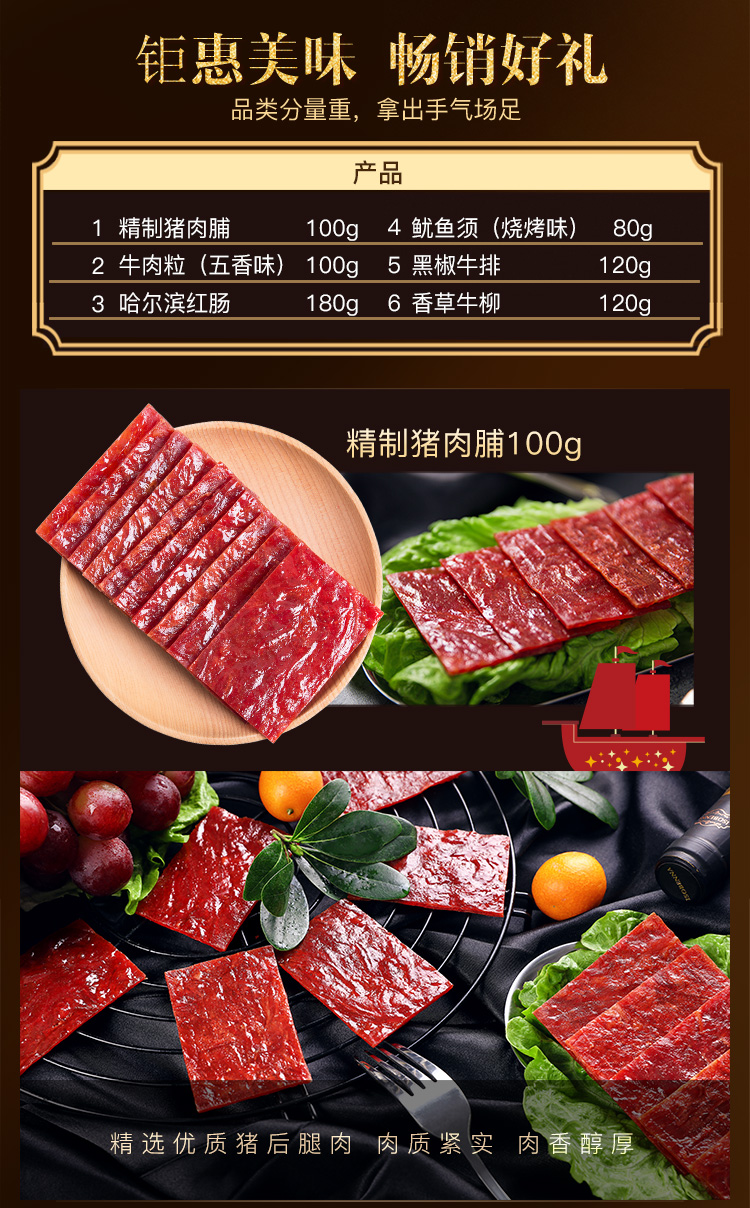 钜惠美味 畅销好礼
品类分量重，拿出手气场足
产品
1 精制猪肉脯 100g 4 鱿鱼须（烧烤味） 80g
2 牛肉粒（五香味） 100g 5 黑椒牛排 120g
3 哈尔滨红肠 180g 6 香草牛柳 120g
精制猪肉脯100g
精选优质猪后腿肉 肉质紧实 肉香醇厚